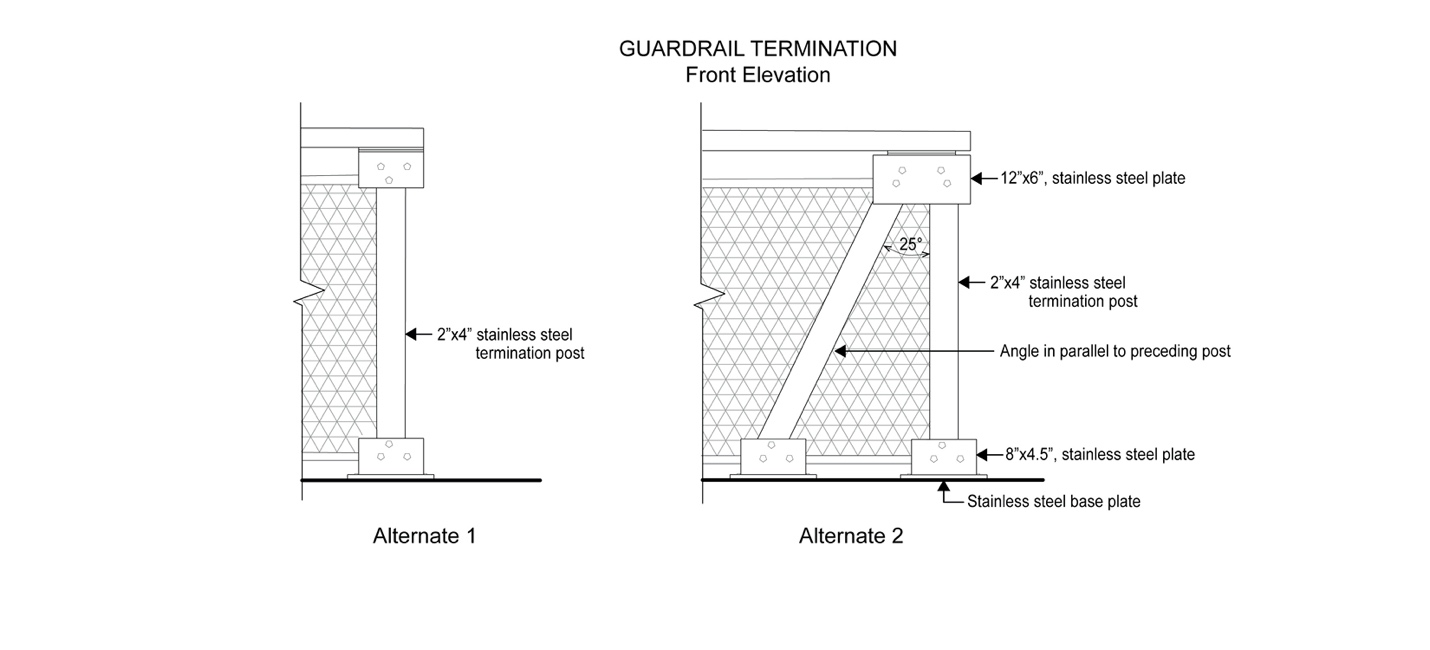 GUARDRAIL TERMINATION
Front Elevation
2”x4” stainless steel
termination post
Alternate 1
12”x6”, stainless steel plate
25°
2”x4” stainless steel
termination post
Angle in parallel to preceding post
8”x4.5”, stainless steel plate
Stainless steel base plate
Alternate 2